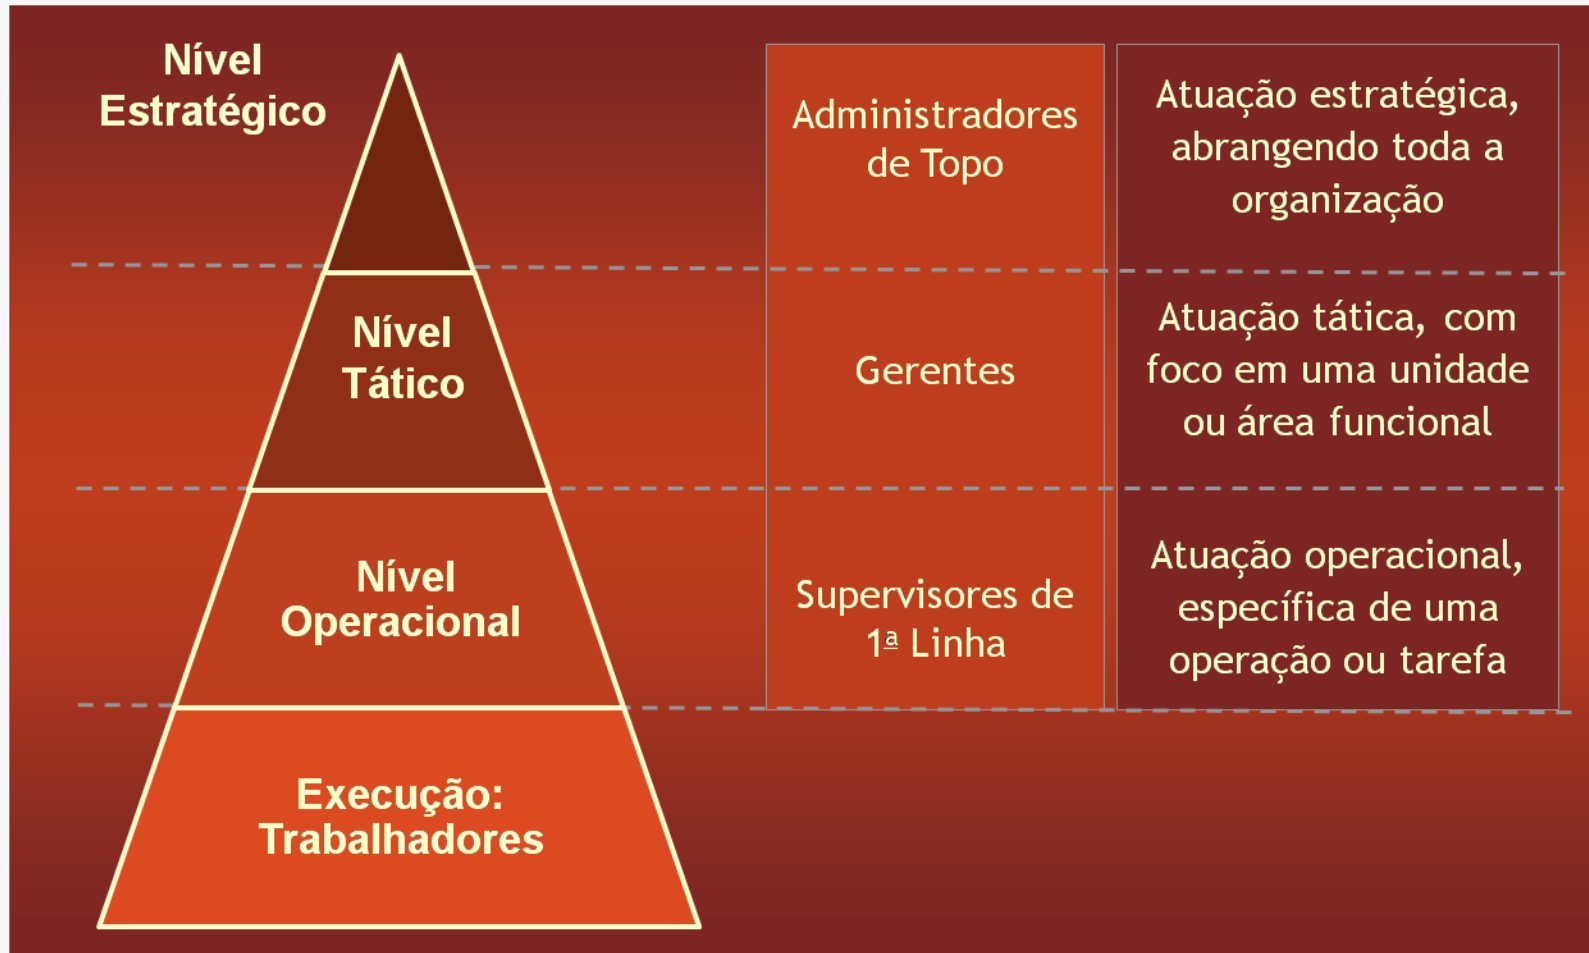 Nível
Estratégico
Administradores
de Topo
Atuação estratégica,
abrangendo toda a
organização
Nível
Tático
Gerentes
Atuação tática, com
foco em uma unidade
ou área funcional
Nível
Operacional
Supervisores de
1ª Linha
Atuação operacional,
específica de uma
operação ou tarefa
Execução:
Trabalhadores